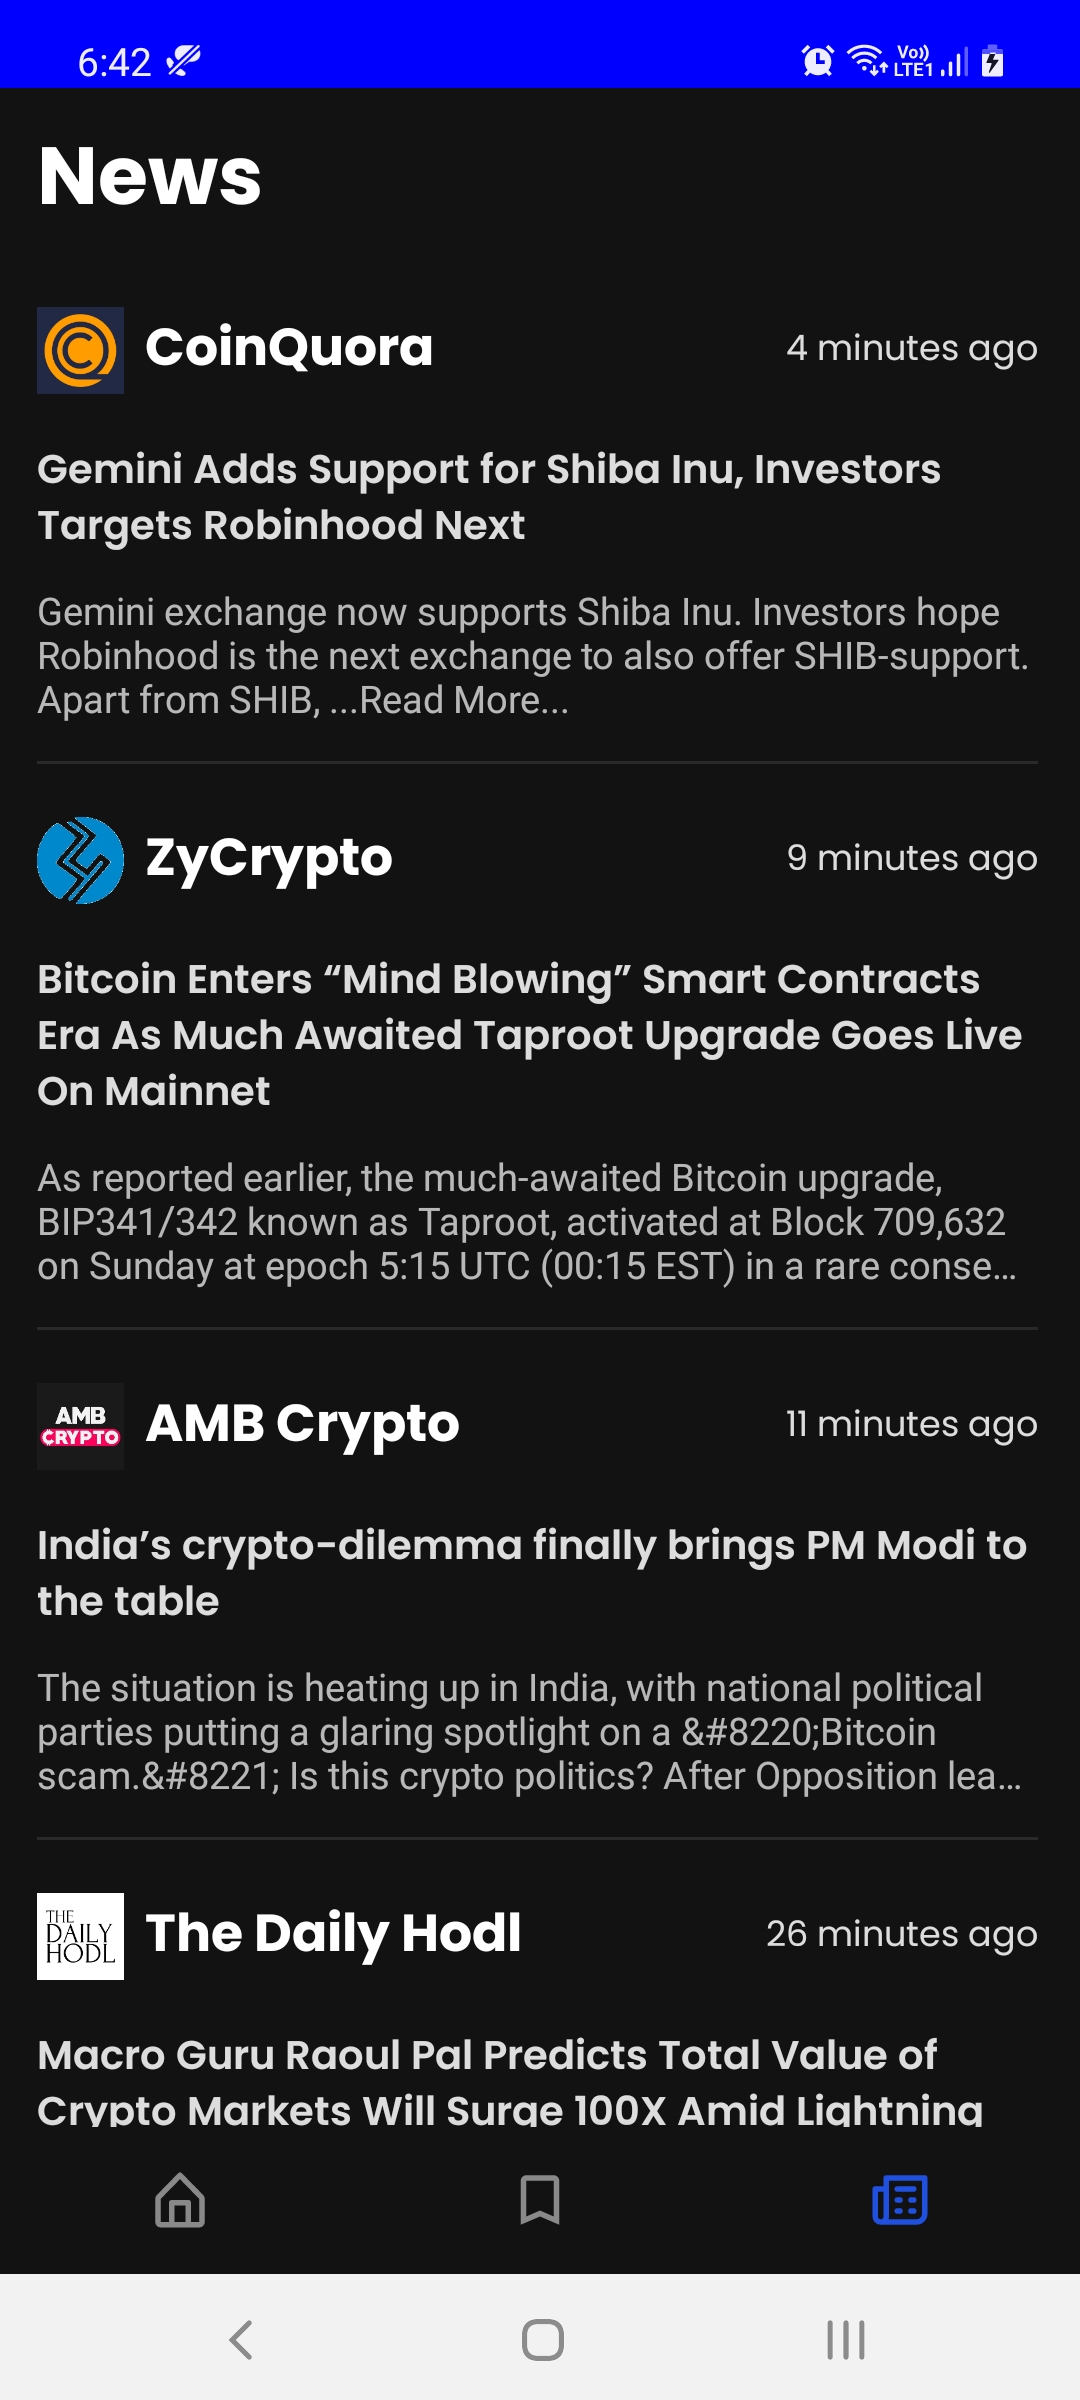 6:42
Vo))
LTE1
News
CoinQuora
4 minutes ago
Gemini Adds Support for Shiba Inu, Investors
Targets Robinhood Next
Gemini exchange now supports Shiba Inu. Investors hope
Robinhood is the next exchange to also offer SHIB-support.
Apart from SHIB, ...Read More...
ZyCrypto
9 minutes ago
Bitcoin Enters “Mind Blowing” Smart Contracts
Era As Much Awaited Taproot Upgrade Goes Live
On Mainnet
As reported earlier, the much-awaited Bitcoin upgrade,
BIP341/342 known as Taproot, activated at Block 709,632
on Sunday at epoch 5:15 UTC (00:15 EST) in a rare conse...
AMB
CRYPTO
AMB Crypto
11 minutes ago
India’s crypto-dilemma finally brings PM Modi to
the table
The situation is heating up in India, with national political
parties putting a glaring spotlight on a &#8220;Bitcoin
scam.&#8221; Is this crypto politics? After Opposition lea...
THE
DAILY
HODL
The Daily Hodl
26 minutes ago
Macro Guru Raoul Pal Predicts Total Value of
Crypto Markets Will Surge 100X Amid Lightning